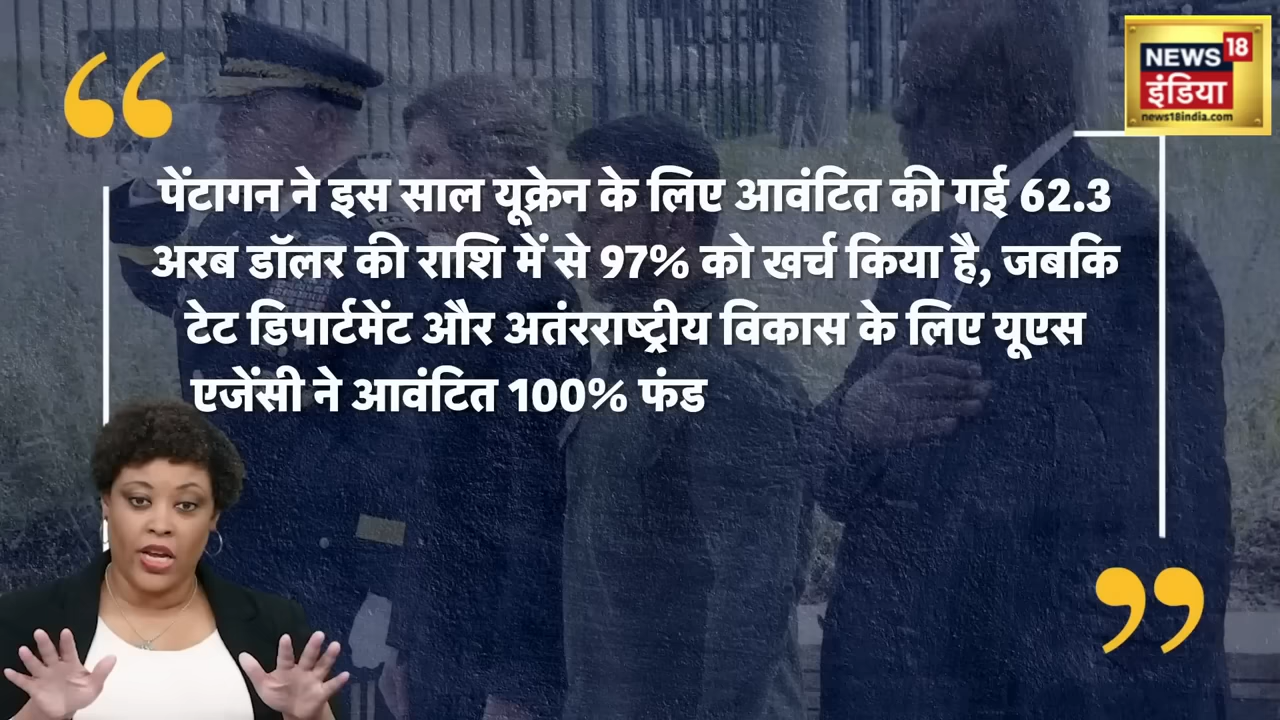 NEWS 18
इंडिया
news18india.com
पेंटागन ने इस साल यूक्रेन के लिए आवंटित की गई 62.3
अरब डॉलर की राशि में से 97% को खर्च किया है, जबकि
टेट डिपार्टमेंट और अतंरराष्ट्रीय विकास के लिए यूएस
एजेंसी ने आवंटित 100% फंड